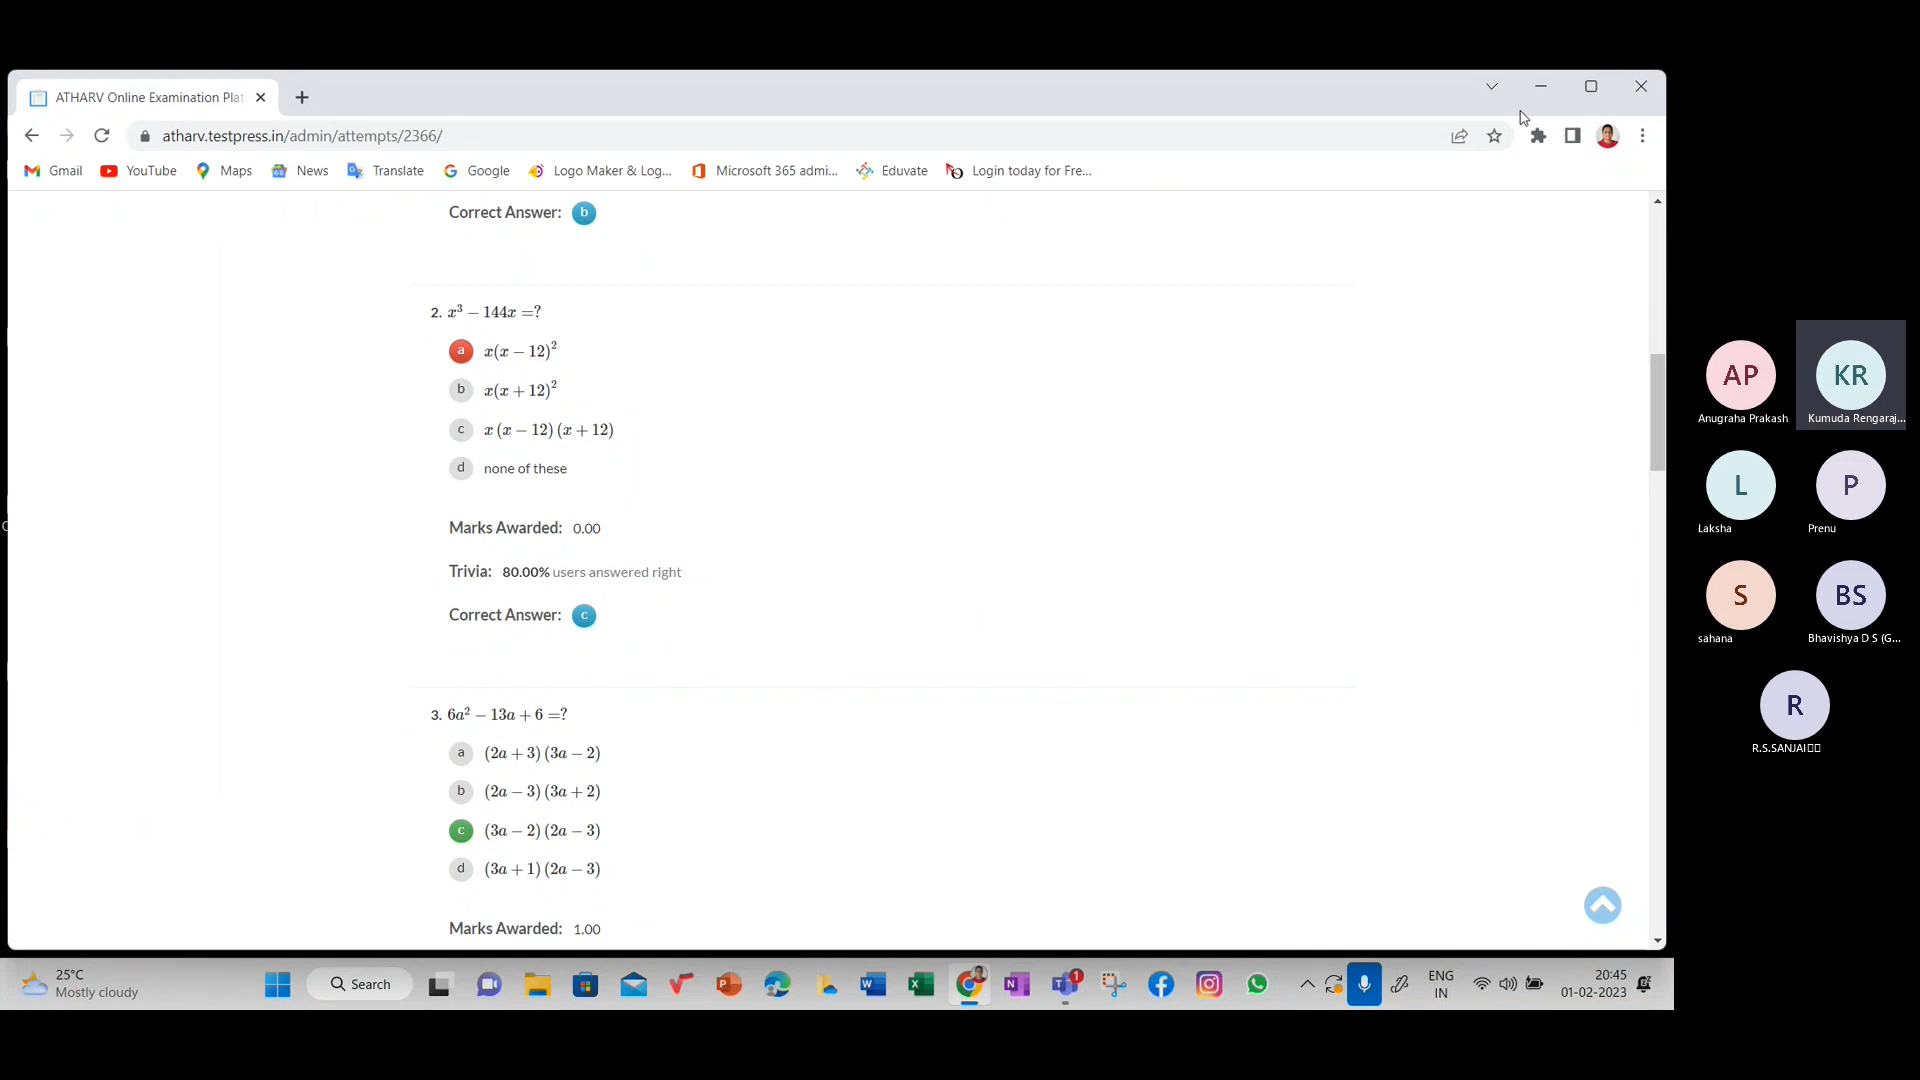 ATHARV Online Examination Plat
atharv.testpress.in/admin/attempts/2366/
Gmail YouTube Maps News Translate Google Logo Maker & Log... Microsoft 365 admi... Eduvate Login today for Fre...
Correct Answer: b
2. x³ − 144x =?
a x(x − 12)²
b x(x + 12)²
c x (x − 12) (x + 12)
d none of these
Marks Awarded: 0.00
Trivia: 80.00% users answered right
Correct Answer: c
3. 6a² − 13a + 6 =?
a (2a + 3) (3a − 2)
b (2a − 3) (3a + 2)
c (3a − 2) (2a − 3)
d (3a + 1) (2a − 3)
Marks Awarded: 1.00
AP KR
Anugraha Prakash Kumuda Rengaraj...
L P
Laksha Prenu
S BS
sahana Bhavishya D S (G...
R
R.S.SANJAI
25°C
Mostly cloudy
Search
1
ENG
IN
20:45
01-02-2023